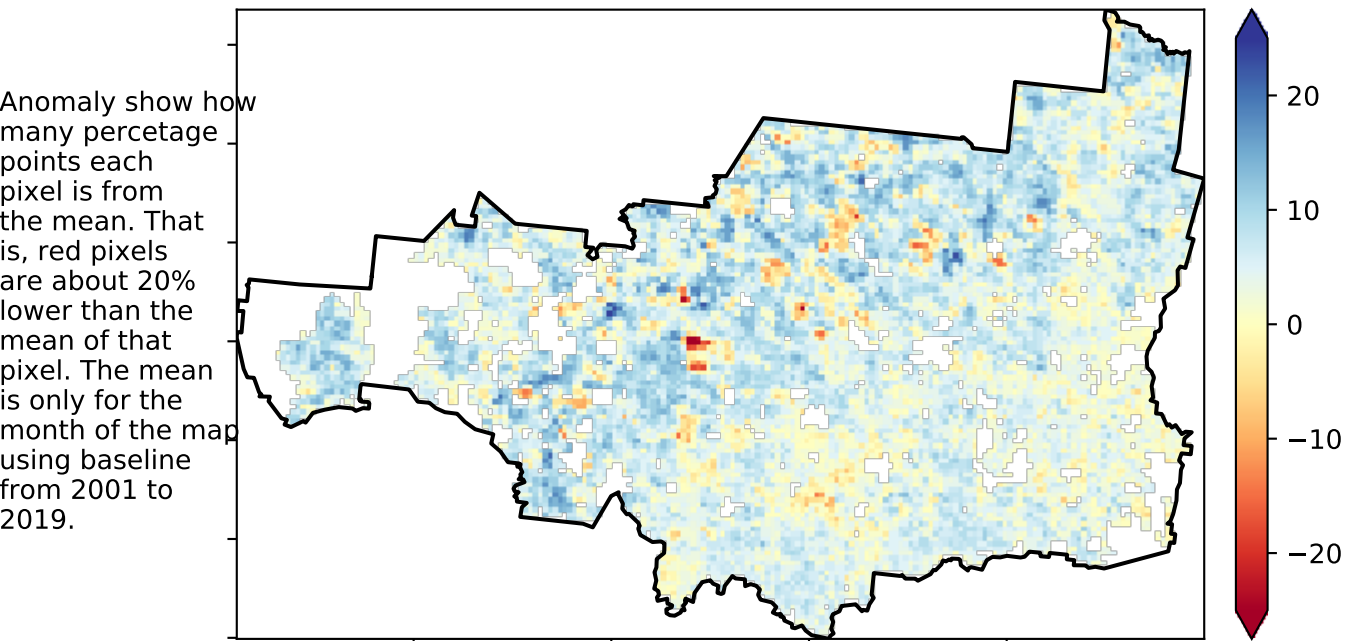 Anomaly show how
many percetage
points each
pixel is from
the mean. That
is, red pixels
are about 20%
lower than the
mean of that
pixel. The mean
is only for the
month of the map
using baseline
from 2001 to
2019.
20
10
0
−10
−20